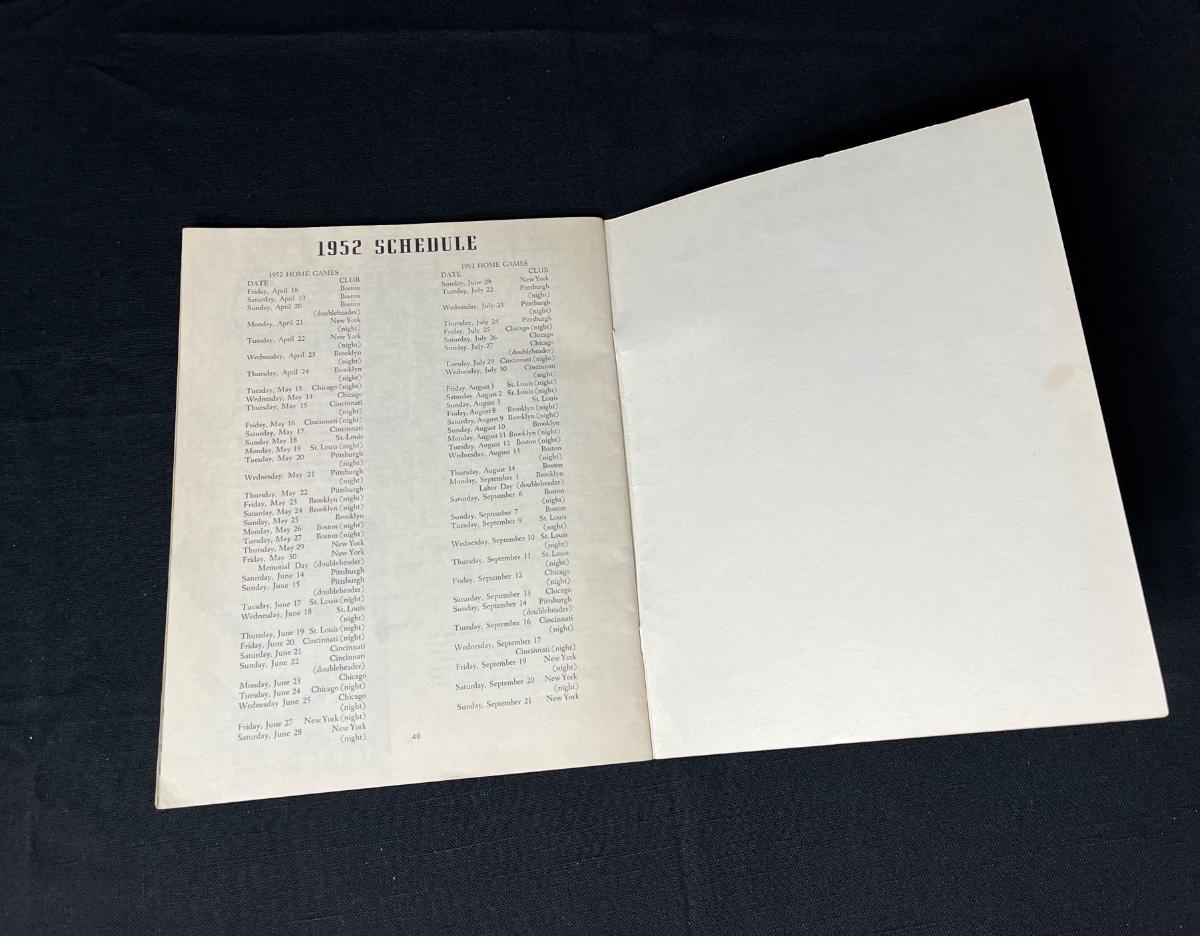 1952 SCHEDULE
1952 HOME GAMES
DATE CLUB
Friday, April 18 Boston
Saturday, April 19 Boston
Sunday, April 20 Boston
(doubleheader)
Monday, April 21 New York
(night)
Tuesday, April 22 New York
(night)
Wednesday, April 23 Brooklyn
(night)
Thursday, April 24 Brooklyn
(night)
Tuesday, May 13 Chicago (night)
Wednesday, May 14 Chicago
Thursday, May 15 Cincinnati
(night)
Friday, May 16 Cincinnati (night)
Saturday, May 17 Cincinnati
Sunday May 18 St. Louis
Monday, May 19 St. Louis (night)
Tuesday, May 20 Pittsburgh
(night)
Wednesday, May 21 Pittsburgh
(night)
Thursday, May 22 Pittsburgh
Friday, May 23 Brooklyn (night)
Saturday, May 24 Brooklyn (night)
Sunday, May 25 Brooklyn
Monday, May 26 Boston (night)
Tuesday, May 27 Boston (night)
Thursday, May 29 New York
Friday, May 30 New York
Memorial Day (doubleheader)
Saturday, June 14 Pittsburgh
Sunday, June 15 Pittsburgh
(doubleheader)
Tuesday, June 17 St. Louis (night)
Wednesday, June 18 St. Louis
(night)
Thursday, June 19 St. Louis (night)
Friday, June 20 Cincinnati (night)
Saturday, June 21 Cincinnati
Sunday, June 22 Cincinnati
(doubleheader)
Monday, June 23 Chicago
Tuesday, June 24 Chicago (night)
Wednesday June 25 Chicago
(night)
Friday, June 27 New York (night)
Saturday, June 28 New York
(night)
1952 HOME GAMES
DATE CLUB
Sunday, June 29 New York
Tuesday, July 22 Pittsburgh
(night)
Wednesday, July 23 Pittsburgh
(night)
Thursday, July 24 Pittsburgh
Friday, July 25 Chicago (night)
Saturday, July 26 Chicago
Sunday, July 27 Chicago
(doubleheader)
Tuesday, July 29 Cincinnati (night)
Wednesday, July 30 Cincinnati
(night)
Friday, August 1 St. Louis (night)
Saturday, August 2 St. Louis (night)
Sunday, August 3 St. Louis
Friday, August 8 Brooklyn (night)
Saturday, August 9 Brooklyn (night)
Sunday, August 10 Brooklyn
Monday, August 11 Brooklyn (night)
Tuesday, August 12 Boston (night)
Wednesday, August 13 Boston
(night)
Thursday, August 14 Boston
Monday, September 1 Brooklyn
Labor Day (doubleheader)
Saturday, September 6 Boston
(night)
Sunday, September 7 Boston
Tuesday, September 9 St. Louis
(night)
Wednesday, September 10 St. Louis
(night)
Thursday, September 11 St. Louis
(night)
Friday, September 12 Chicago
(night)
Saturday, September 13 Chicago
Sunday, September 14 Pittsburgh
(doubleheader)
Tuesday, September 16 Cincinnati
(night)
Wednesday, September 17
Cincinnati (night)
Friday, September 19 New York
(night)
Saturday, September 20 New York
(night)
Sunday, September 21 New York
48